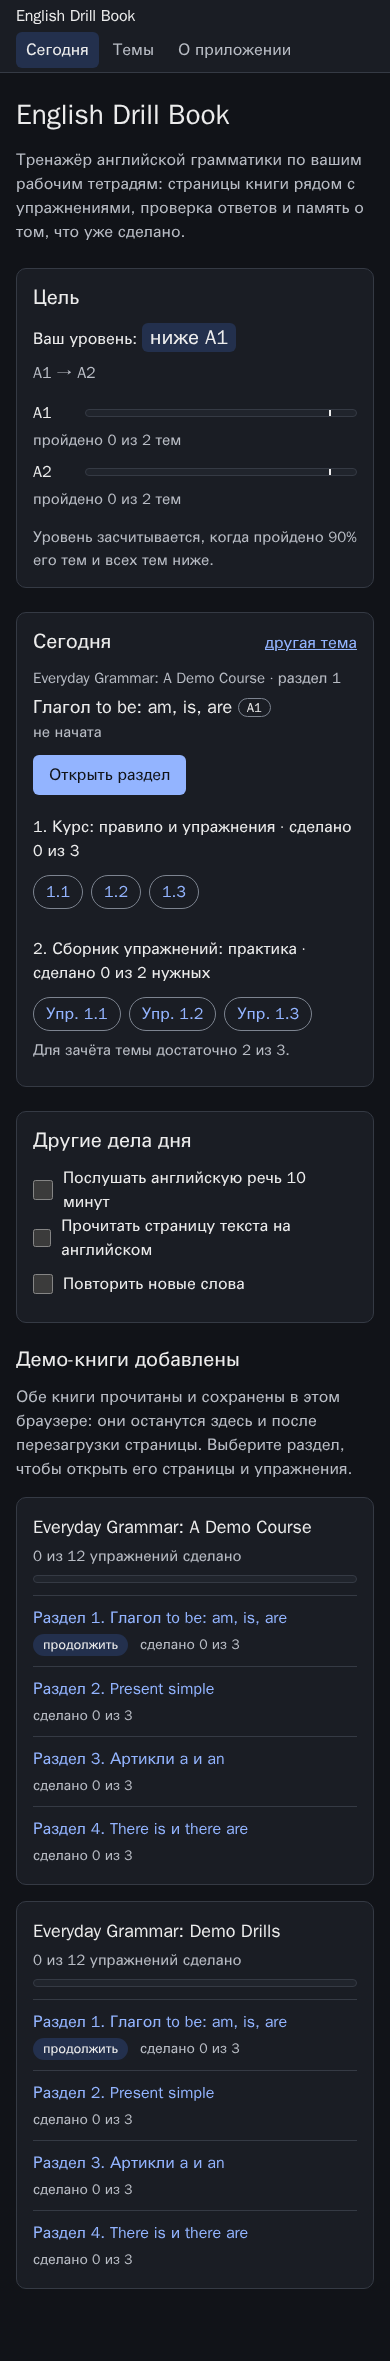 English Drill Book
Сегодня Темы О приложении
English Drill Book
Тренажёр английской грамматики по вашим
рабочим тетрадям: страницы книги рядом с
упражнениями, проверка ответов и память о
том, что уже сделано.
Цель
Ваш уровень: ниже A1
A1 → A2
A1
пройдено 0 из 2 тем
A2
пройдено 0 из 2 тем
Уровень засчитывается, когда пройдено 90%
его тем и всех тем ниже.
Сегодня другая тема
Everyday Grammar: A Demo Course · раздел 1
Глагол to be: am, is, are A1
не начата
Открыть раздел
1. Курс: правило и упражнения · сделано
0 из 3
1.1 1.2 1.3
2. Сборник упражнений: практика ·
сделано 0 из 2 нужных
Упр. 1.1 Упр. 1.2 Упр. 1.3
Для зачёта темы достаточно 2 из 3.
Другие дела дня
Послушать английскую речь 10
минут
Прочитать страницу текста на
английском
Повторить новые слова
Демо-книги добавлены
Обе книги прочитаны и сохранены в этом
браузере: они останутся здесь и после
перезагрузки страницы. Выберите раздел,
чтобы открыть его страницы и упражнения.
Everyday Grammar: A Demo Course
0 из 12 упражнений сделано
Раздел 1. Глагол to be: am, is, are
продолжить сделано 0 из 3
Раздел 2. Present simple
сделано 0 из 3
Раздел 3. Артикли a и an
сделано 0 из 3
Раздел 4. There is и there are
сделано 0 из 3
Everyday Grammar: Demo Drills
0 из 12 упражнений сделано
Раздел 1. Глагол to be: am, is, are
продолжить сделано 0 из 3
Раздел 2. Present simple
сделано 0 из 3
Раздел 3. Артикли a и an
сделано 0 из 3
Раздел 4. There is и there are
сделано 0 из 3